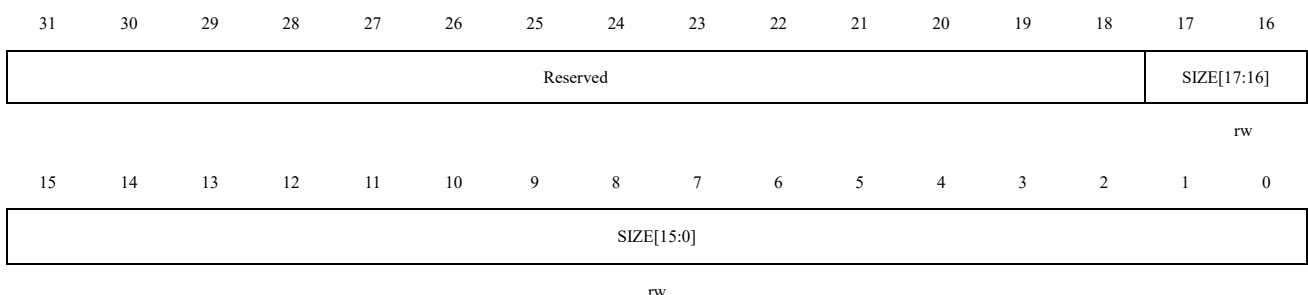 31 30 29 28 27 26 25 24 23 22 21 20 19 18 17 16
Reserved SIZE[17:16]
rw
15 14 13 12 11 10 9 8 7 6 5 4 3 2 1 0
SIZE[15:0]
rw